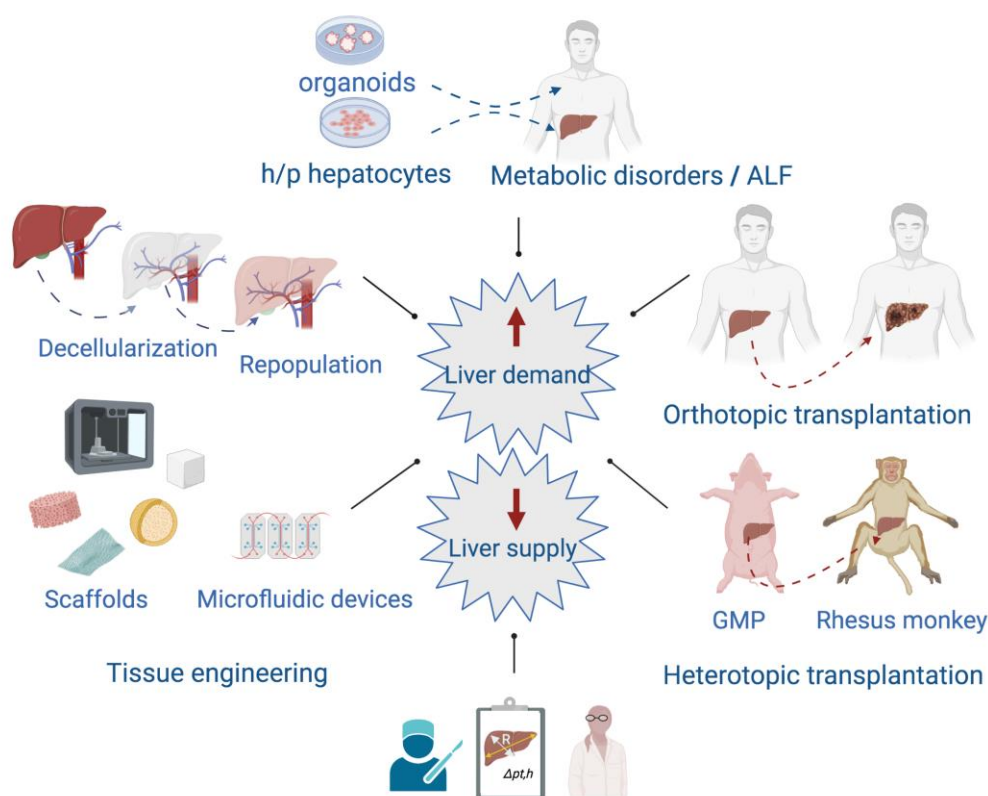 organoids
h/p hepatocytes
Metabolic disorders / ALF
Decellularization
Repopulation
Liver demand
Orthotopic transplantation
Liver supply
Scaffolds
Microfluidic devices
GMP
Rhesus monkey
Tissue engineering
Heterotopic transplantation
R
Δpt,h